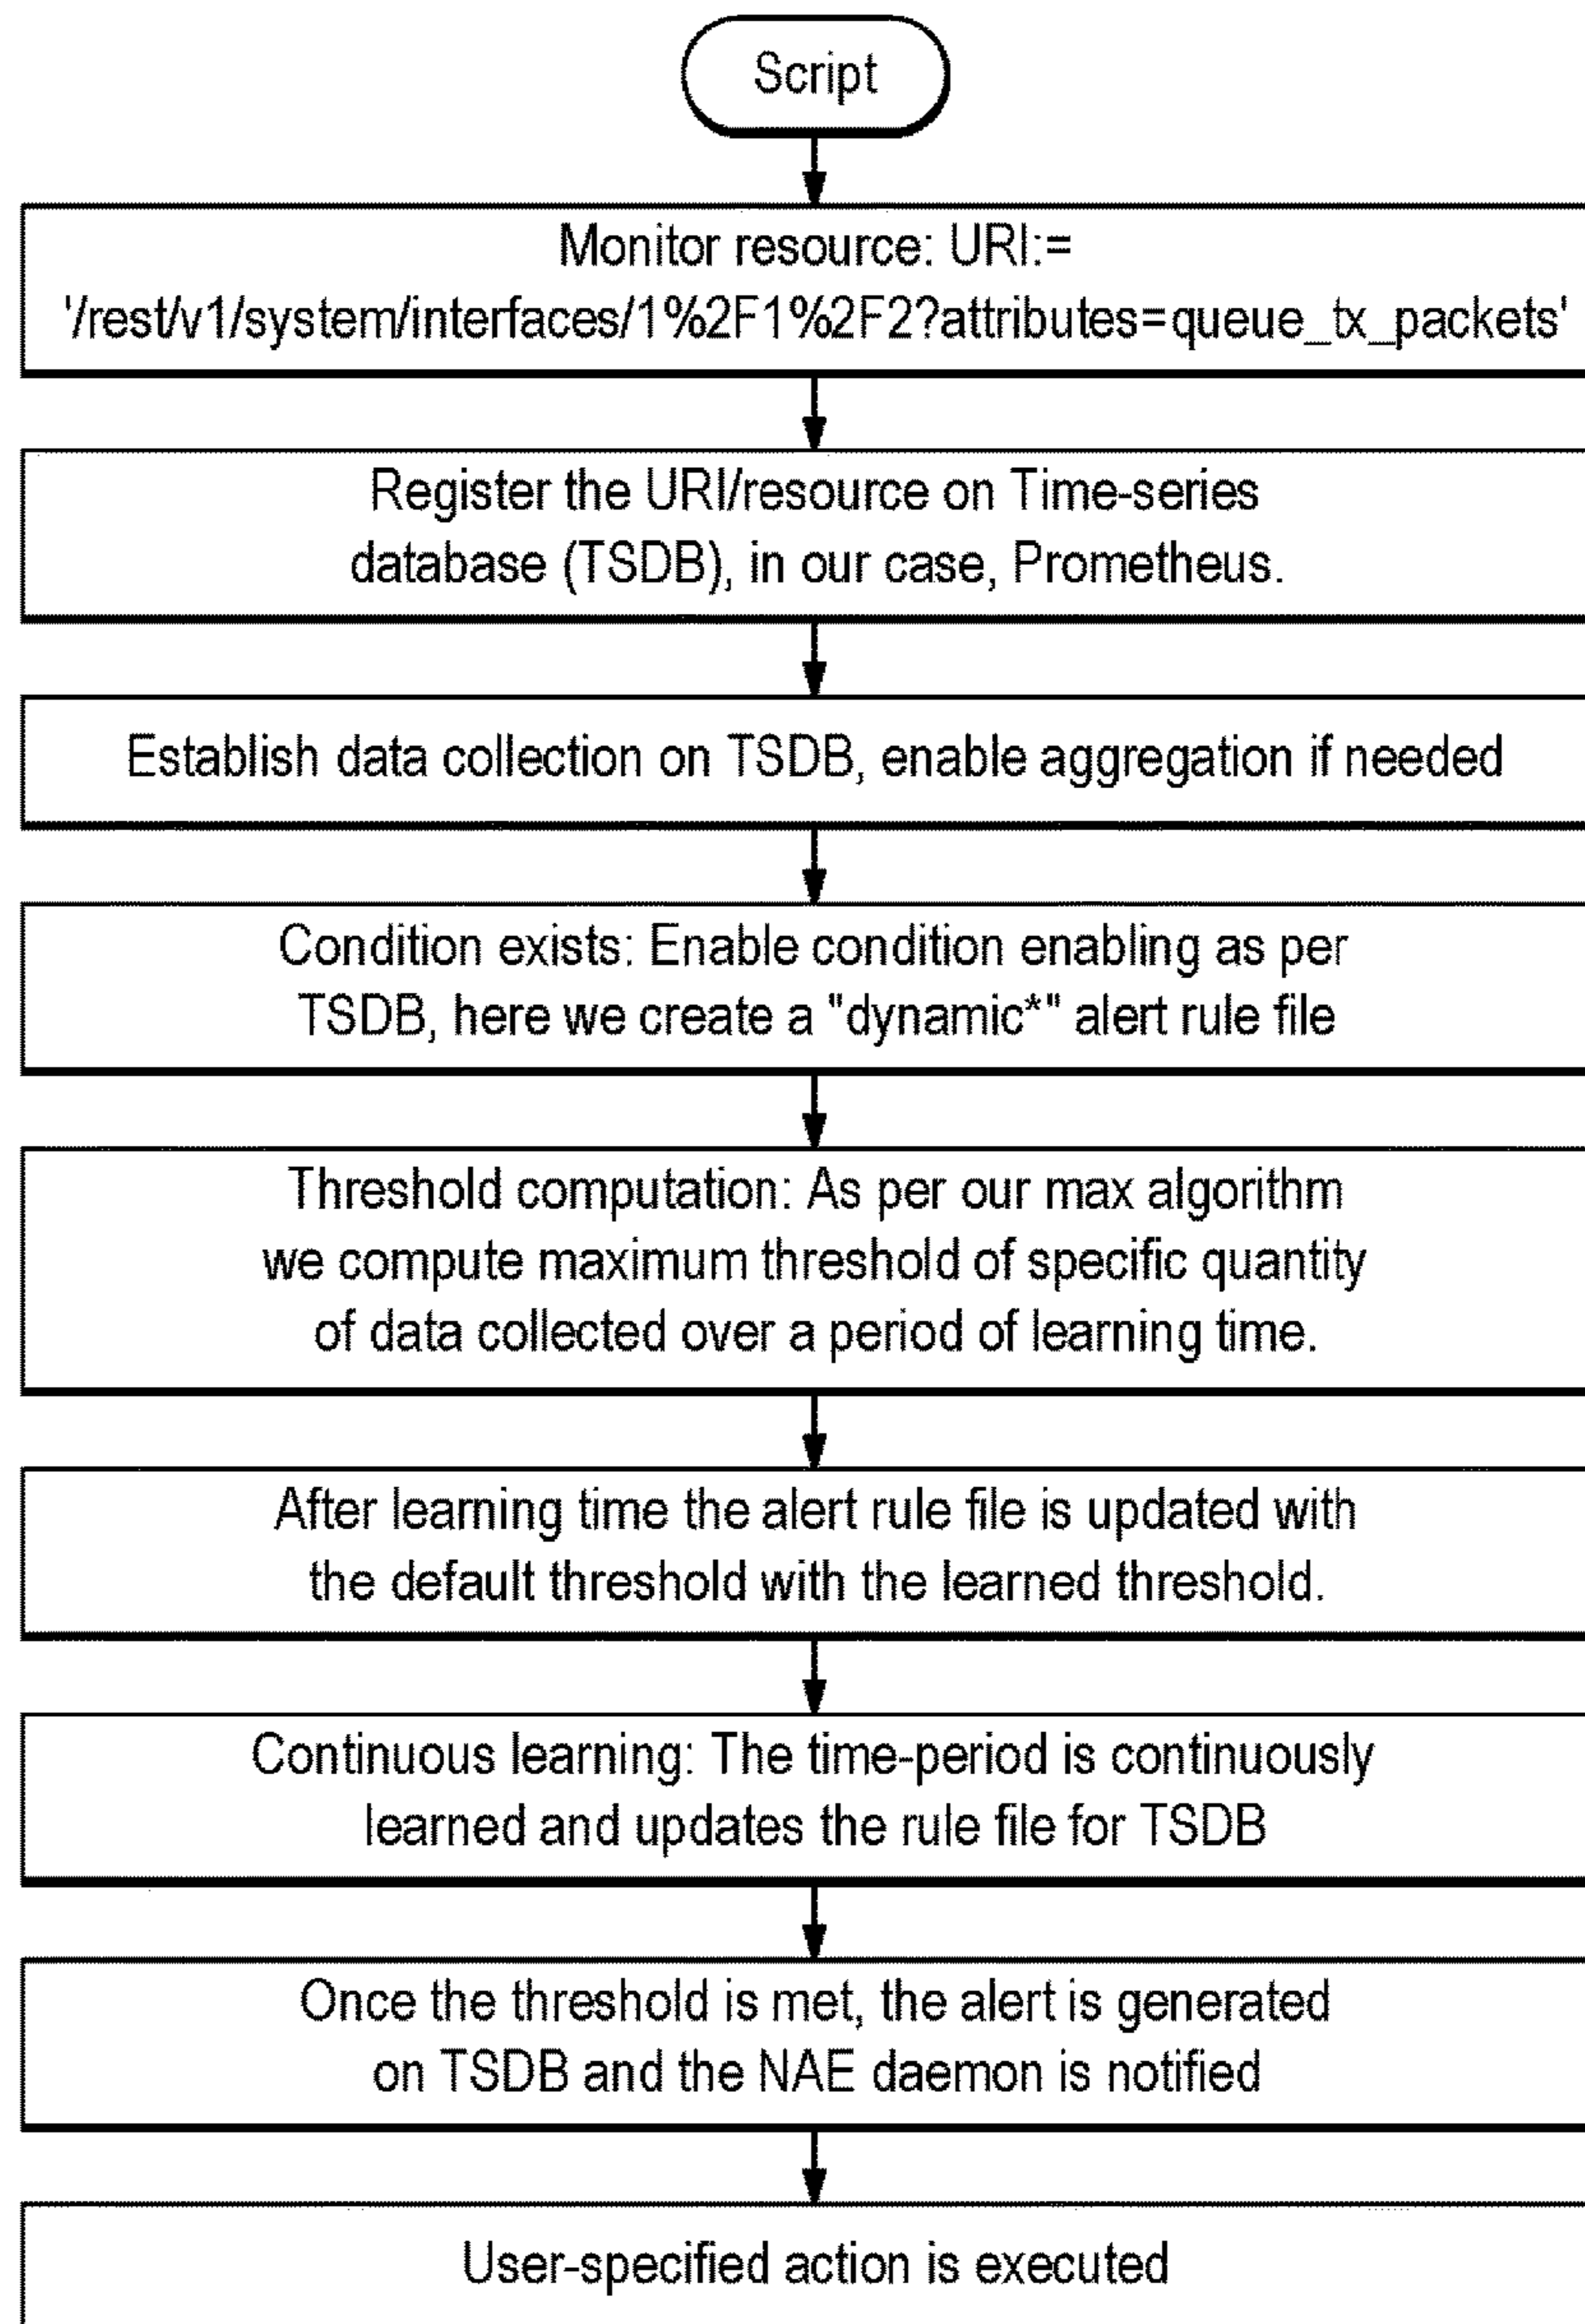 Script
Monitor resource: URI:=
'/rest/v1/system/interfaces/1%2F1%2F2?attributes=queue_tx_packets'
Register the URI/resource on Time-series
database (TSDB), in our case, Prometheus.
Establish data collection on TSDB, enable aggregation if needed
Condition exists: Enable condition enabling as per
TSDB, here we create a "dynamic*" alert rule file
Threshold computation: As per our max algorithm
we compute maximum threshold of specific quantity
of data collected over a period of learning time.
After learning time the alert rule file is updated with
the default threshold with the learned threshold.
Continuous learning: The time-period is continuously
learned and updates the rule file for TSDB
Once the threshold is met, the alert is generated
on TSDB and the NAE daemon is notified
User-specified action is executed